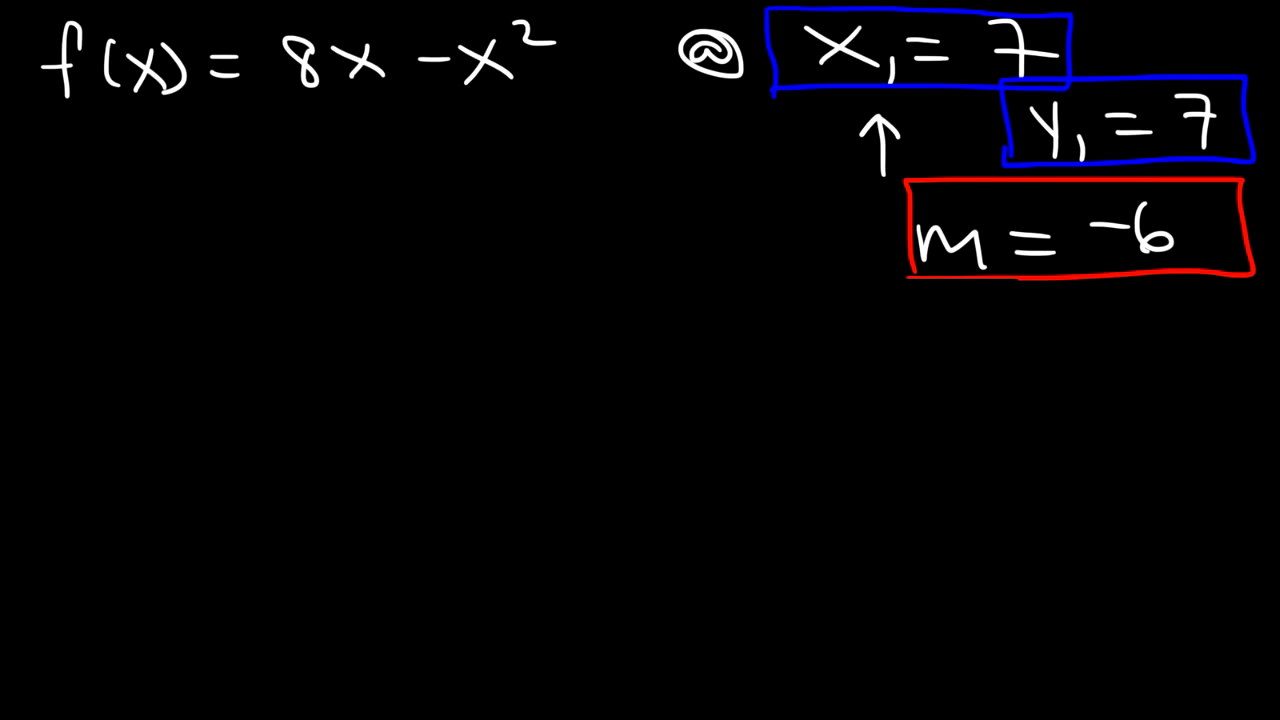 f(x) = 8x - x² @ x₁ = 7
y₁ = 7
m = -6